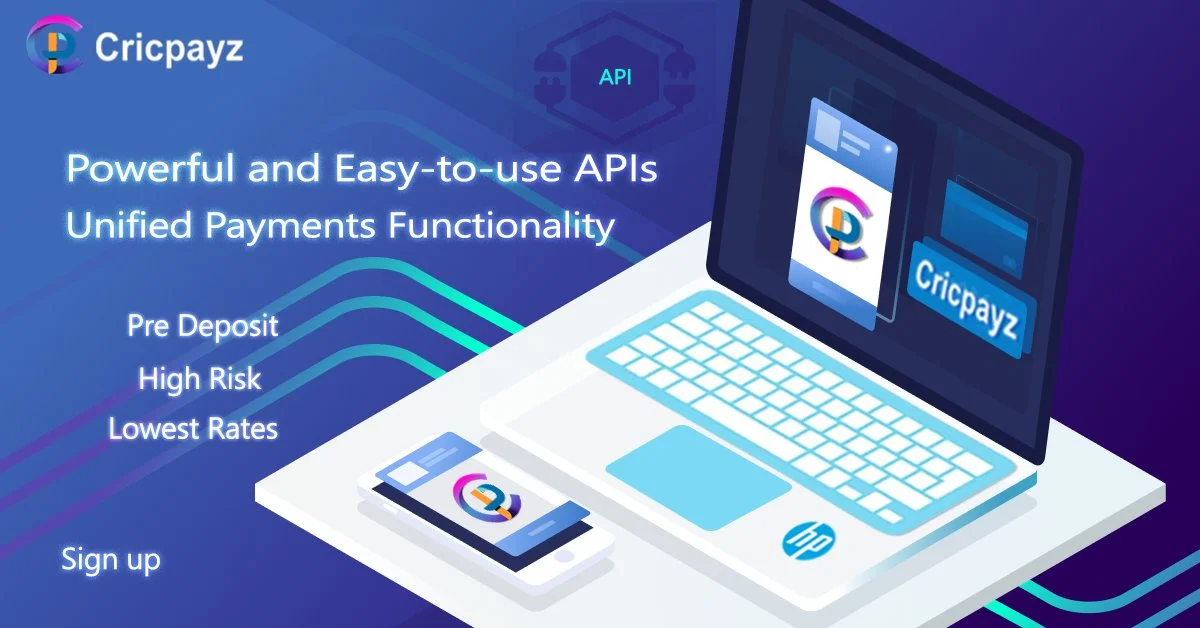 Cricpayz
API
Powerful and Easy-to-use APIs
Unified Payments Functionality
Pre Deposit
High Risk
Lowest Rates
Sign up
Cricpayz
hp